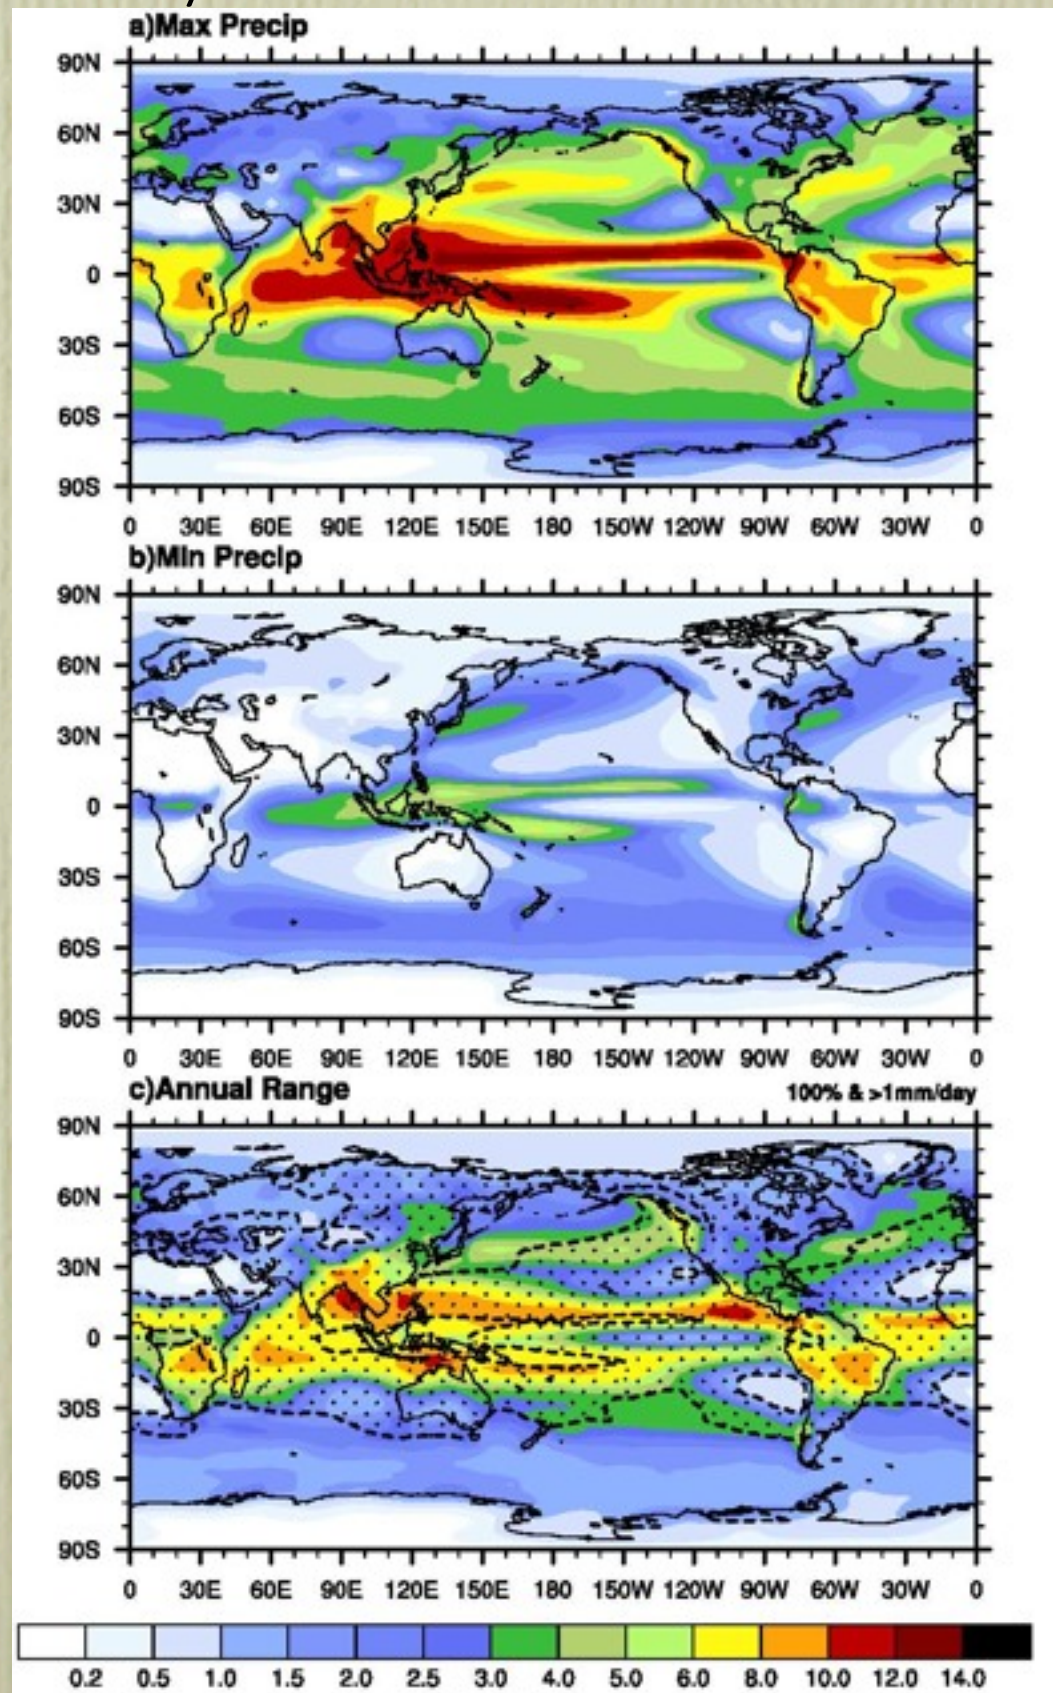 a)Max Precip
90N
60N
30N
0
30S
60S
90S
0 30E 60E 90E 120E 150E 180 150W 120W 90W 60W 30W 0
b)Min Precip
90N
60N
30N
0
30S
60S
90S
0 30E 60E 90E 120E 150E 180 150W 120W 90W 60W 30W 0
c)Annual Range 100% & >1mm/day
90N
60N
30N
0
30S
60S
90S
0 30E 60E 90E 120E 150E 180 150W 120W 90W 60W 30W 0
0.2 0.5 1.0 1.5 2.0 2.5 3.0 4.0 5.0 6.0 8.0 10.0 12.0 14.0